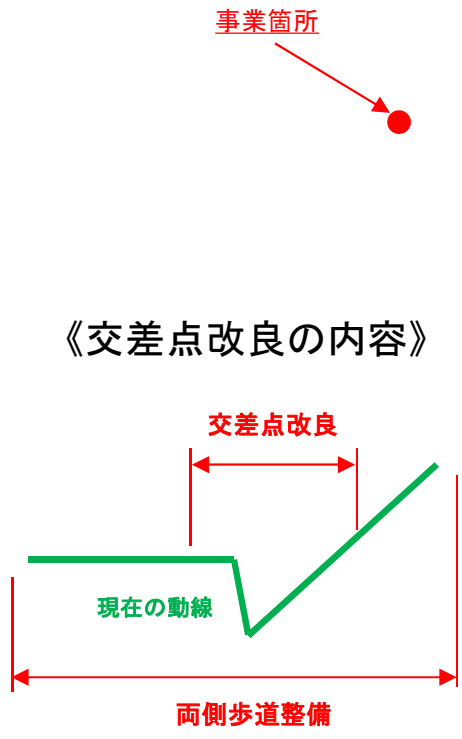 事業箇所
《交差点改良の内容》
交差点改良
現在の動線
両側歩道整備